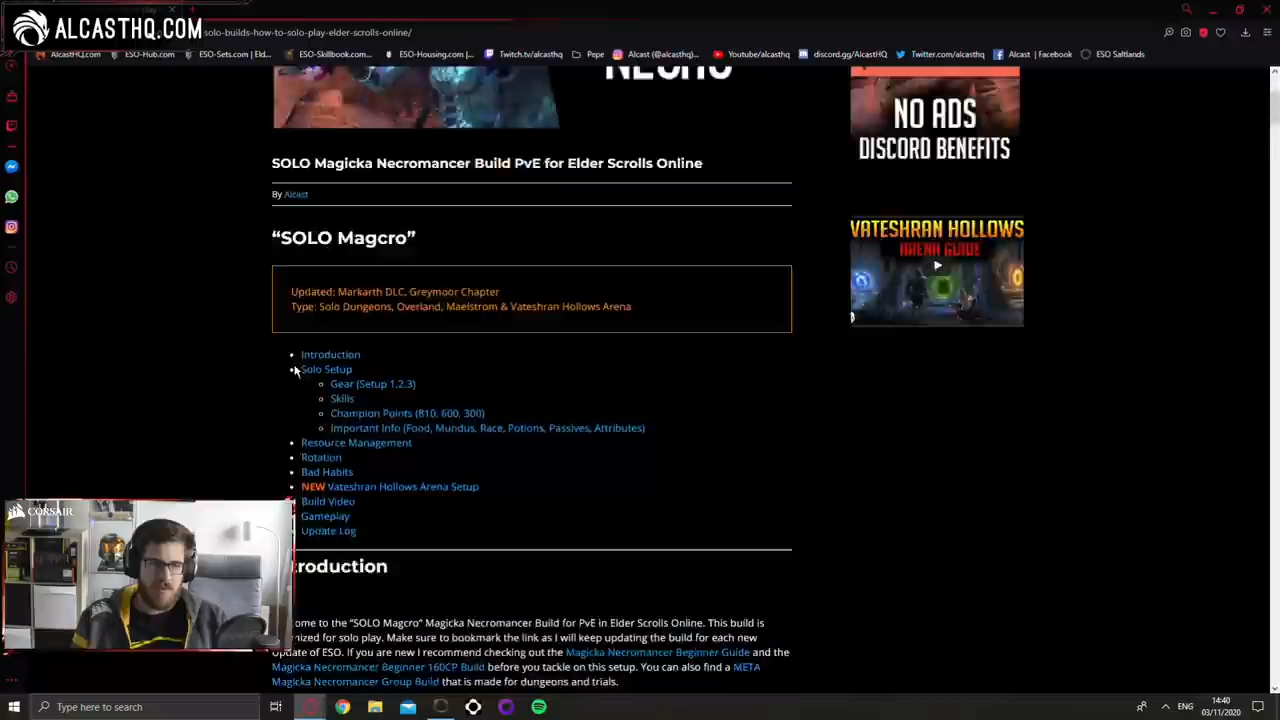 ALCASTHQ.COM
solo-builds-how-to-solo-play-elder-scrolls-online/
AlcastHQ.com
ESO-Hub.com
ESO-Sets.com | Eld...
ESO-Skillbook.com...
ESO-Housing.com |...
Twitch.tv/alcasthq
Pepe
Alcast (@alcasthq)...
Youtube/alcasthq
discord.gg/AlcastHQ
Twitter.com/alcasthq
Alcast | Facebook
ESO Saltlands
NECRO
NO ADS
DISCORD BENEFITS
SOLO Magicka Necromancer Build PvE for Elder Scrolls Online
By Alcast
“SOLO Magcro”
VATESHRAN HOLLOWS
ARENA GUIDE
Updated: Markarth DLC, Greymoor Chapter
Type: Solo Dungeons, Overland, Maelstrom & Vateshran Hollows Arena
Introduction
Solo Setup
Gear (Setup 1.2.3)
Skills
Champion Points (810, 600, 300)
Important Info (Food, Mundus, Race, Potions, Passives, Attributes)
Resource Management
Rotation
Bad Habits
NEW Vateshran Hollows Arena Setup
Build Video
Gameplay
Update Log
CORSAIR
troduction
ome to the “SOLO Magcro” Magicka Necromancer Build for PvE in Elder Scrolls Online. This build is
mized for solo play. Make sure to bookmark the link as I will keep updating the build for each new
Update of ESO. If you are new I recommend checking out the Magicka Necromancer Beginner Guide and the
Magicka Necromancer Beginner 160CP Build before you tackle on this setup. You can also find a META
Magicka Necromancer Group Build that is made for dungeons and trials.
Type here to search
ENG
14:40
03/11/2020